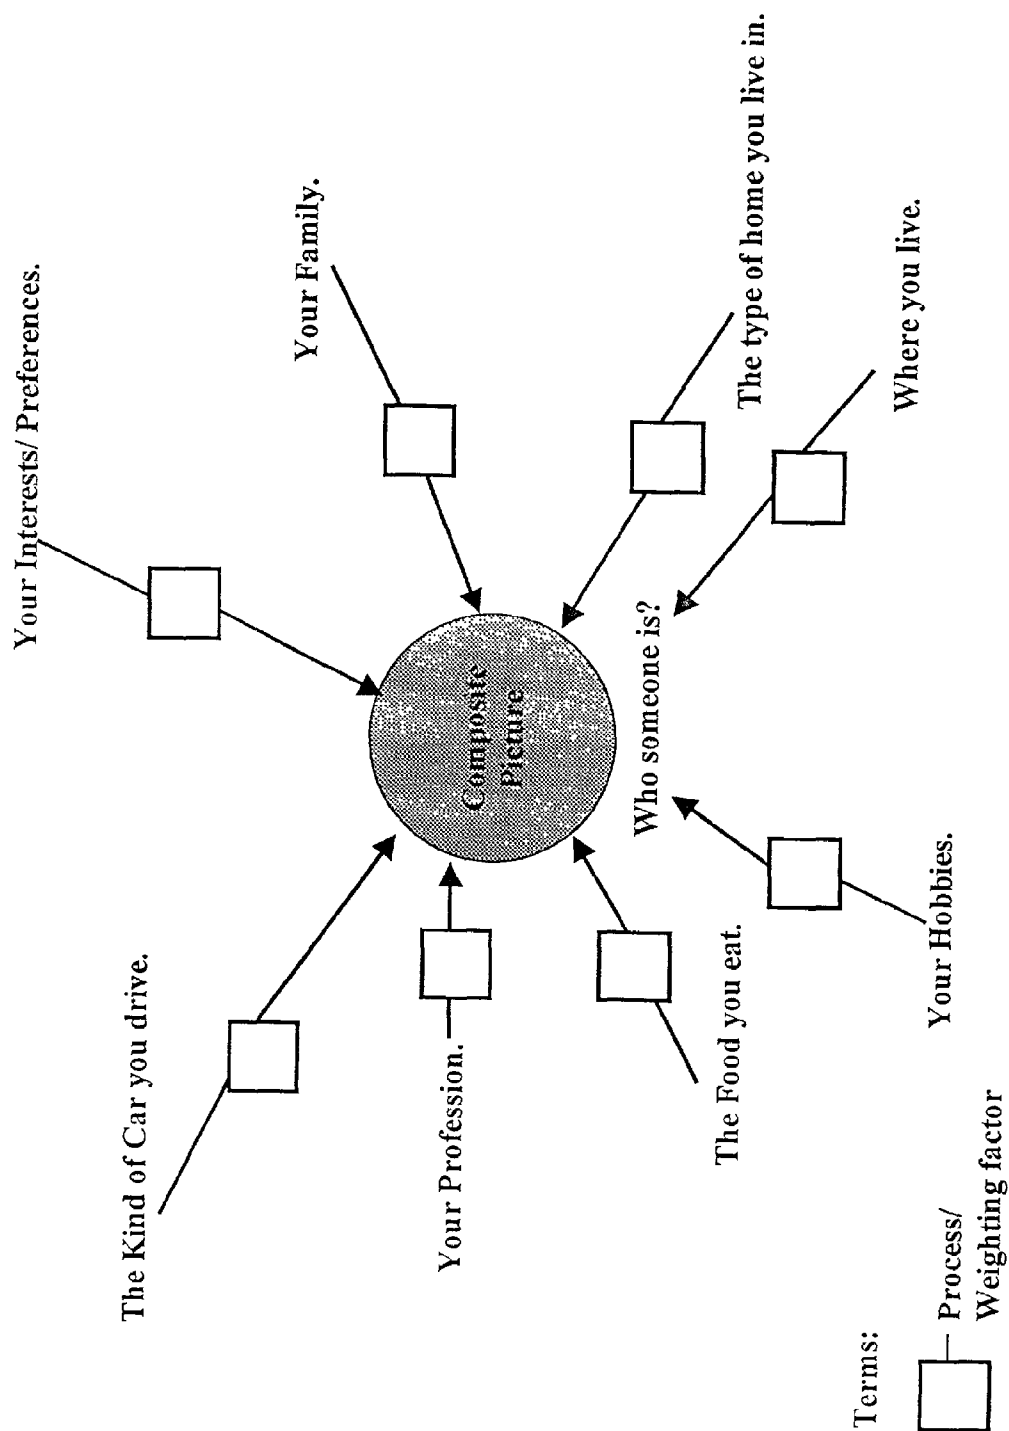 The Kind of Car you drive.
Your Interests/ Preferences.
Your Profession.
Your Family.
Composite
Picture
The Food you eat.
Who someone is?
The type of home you live in.
Your Hobbies.
Where you live.
Terms:
Process/
Weighting factor